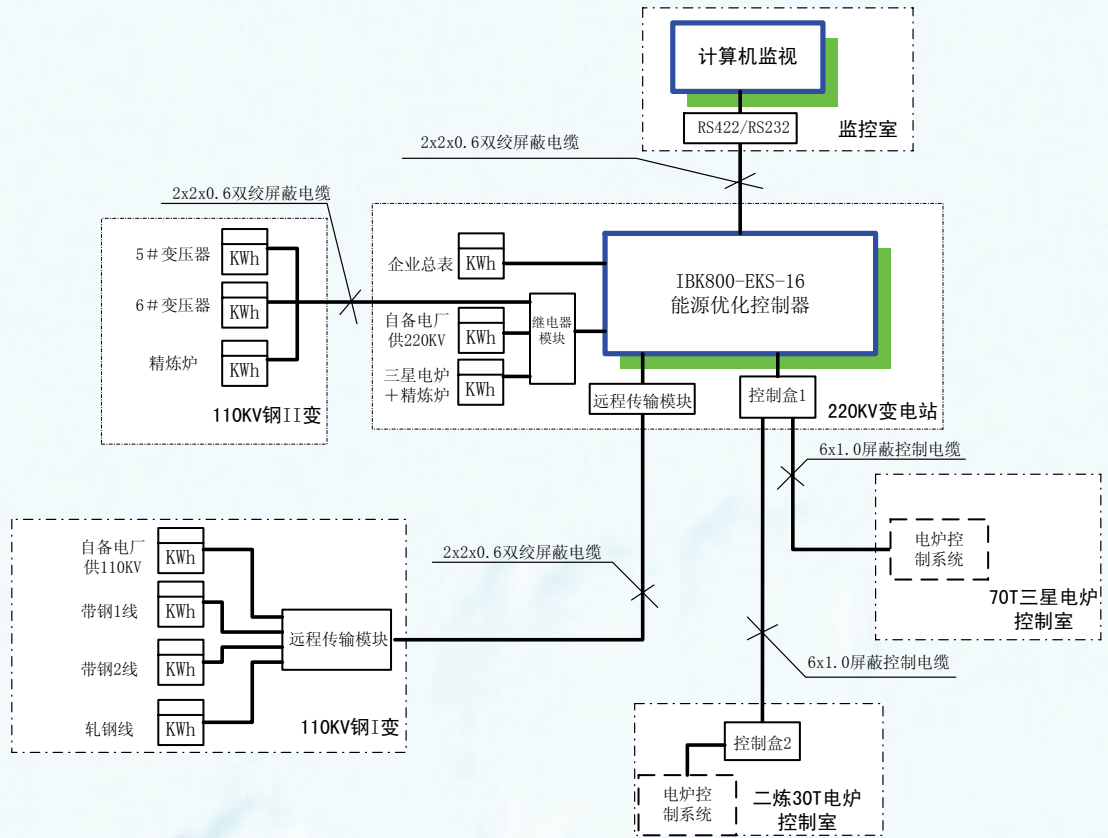 计算机监视
RS422/RS232
监控室
2x2x0.6双绞屏蔽电缆
2x2x0.6双绞屏蔽电缆
5#变压器
KWh
6#变压器
KWh
精炼炉
KWh
110KV钢II变
企业总表
KWh
自备电厂
供220KV
KWh
三星电炉
+精炼炉
KWh
继电器
模块
IBK800-EKS-16
能源优化控制器
远程传输模块
控制盒1
220KV变电站
6x1.0屏蔽控制电缆
电炉控
制系统
70T三星电炉
控制室
2x2x0.6双绞屏蔽电缆
自备电厂
供110KV
KWh
带钢1线
KWh
带钢2线
KWh
轧钢线
KWh
远程传输模块
110KV钢I变
6x1.0屏蔽控制电缆
控制盒2
电炉控
制系统
二炼30T电炉
控制室